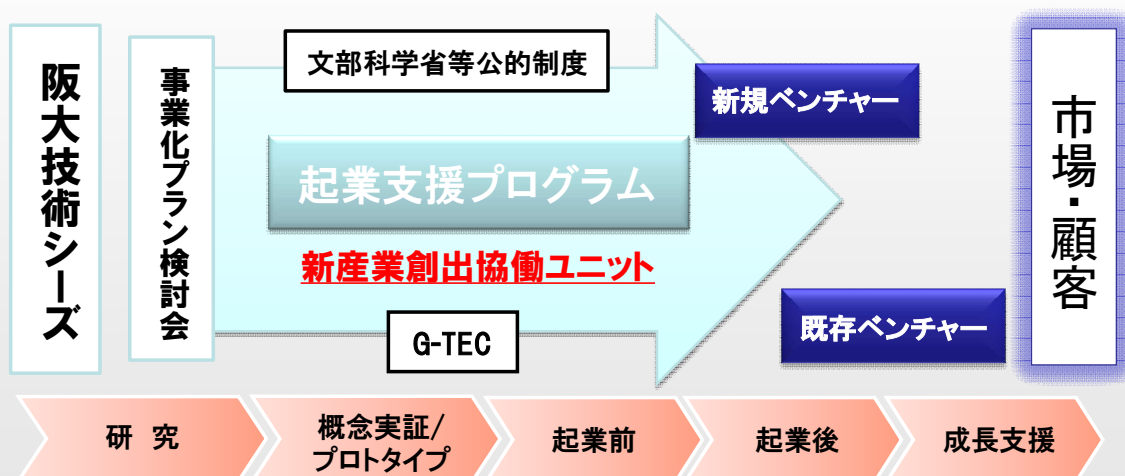 阪大技術シーズ
事業化プラン検討会
文部科学省等公的制度
起業支援プログラム
新産業創出協働ユニット
G-TEC
新規ベンチャー
既存ベンチャー
市場・顧客
研 究
概念実証/
プロトタイプ
起業前
起業後
成長支援